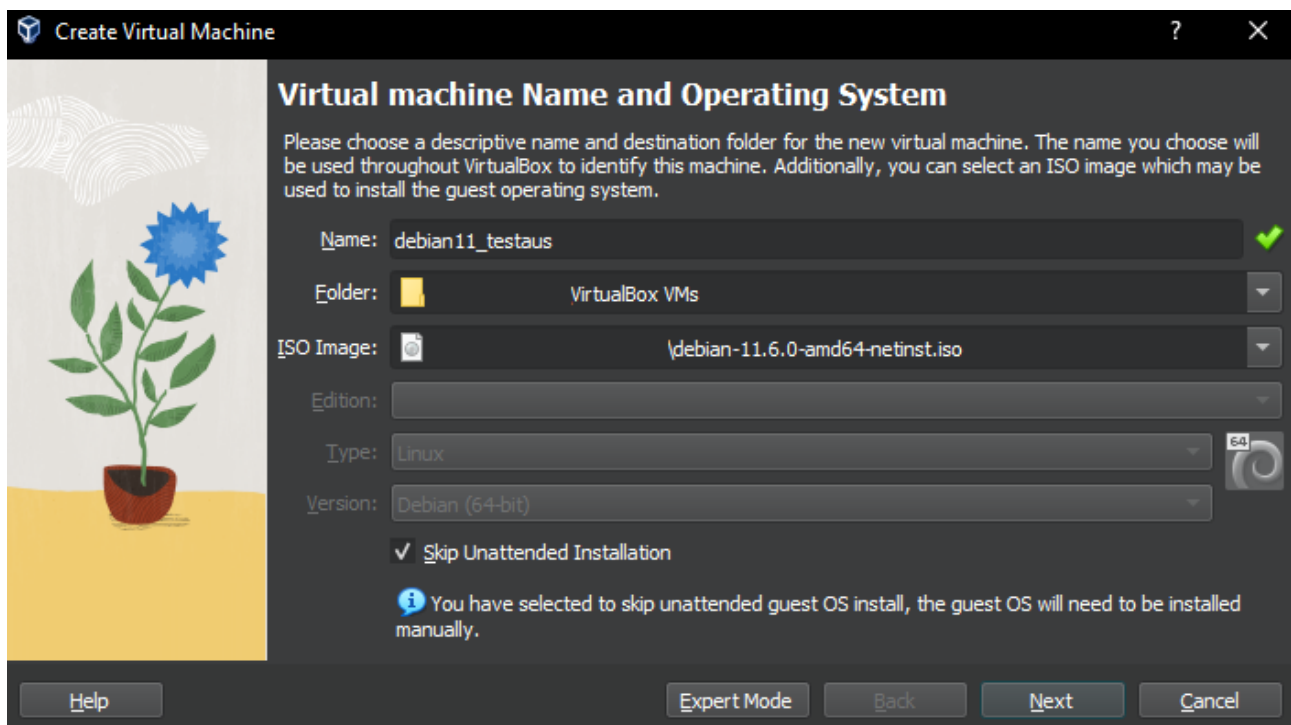 Create Virtual Machine
?
Virtual machine Name and Operating System
Please choose a descriptive name and destination folder for the new virtual machine. The name you choose will
be used throughout VirtualBox to identify this machine. Additionally, you can select an ISO image which may be
used to install the guest operating system.
Name: debian11_testaus
Folder: VirtualBox VMs
ISO Image: \debian-11.6.0-amd64-netinst.iso
Edition:
Type: Linux
64
Version: Debian (64-bit)
Skip Unattended Installation
You have selected to skip unattended guest OS install, the guest OS will need to be installed
manually.
Help Expert Mode Back Next Cancel